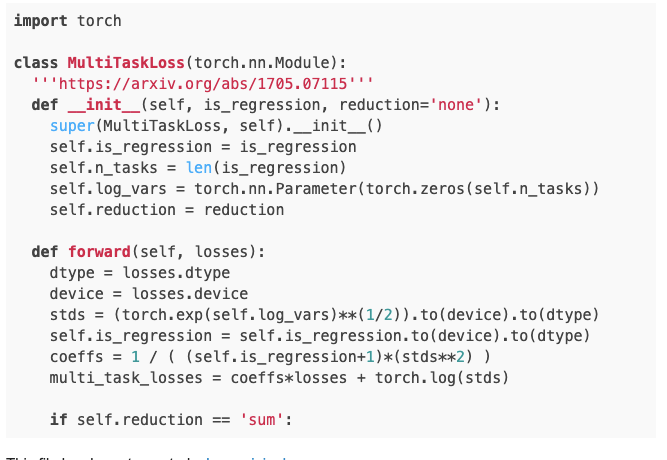 import torch
class MultiTaskLoss(torch.nn.Module):
'''https://arxiv.org/abs/1705.07115'''
def __init__(self, is_regression, reduction='none'):
super(MultiTaskLoss, self).__init__()
self.is_regression = is_regression
self.n_tasks = len(is_regression)
self.log_vars = torch.nn.Parameter(torch.zeros(self.n_tasks))
self.reduction = reduction
def forward(self, losses):
dtype = losses.dtype
device = losses.device
stds = (torch.exp(self.log_vars)**(1/2)).to(device).to(dtype)
self.is_regression = self.is_regression.to(device).to(dtype)
coeffs = 1 / ( (self.is_regression+1)*(stds**2) )
multi_task_losses = coeffs*losses + torch.log(stds)
if self.reduction == 'sum':